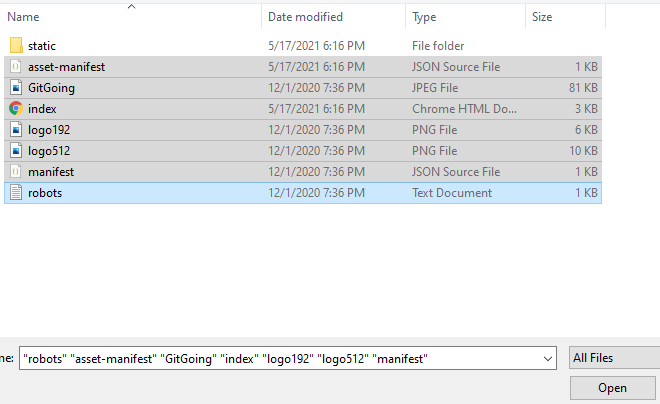 Name Date modified Type Size
static 5/17/2021 6:16 PM File folder
asset-manifest 5/17/2021 6:16 PM JSON Source File 1 KB
GitGoing 12/1/2020 7:36 PM JPEG File 81 KB
index 5/17/2021 6:16 PM Chrome HTML Do... 3 KB
logo192 12/1/2020 7:36 PM PNG File 6 KB
logo512 12/1/2020 7:36 PM PNG File 10 KB
manifest 12/1/2020 7:36 PM JSON Source File 1 KB
robots 12/1/2020 7:36 PM Text Document 1 KB
ne: "robots" "asset-manifest" "GitGoing" "index" "logo192" "logo512" "manifest" All Files
Open